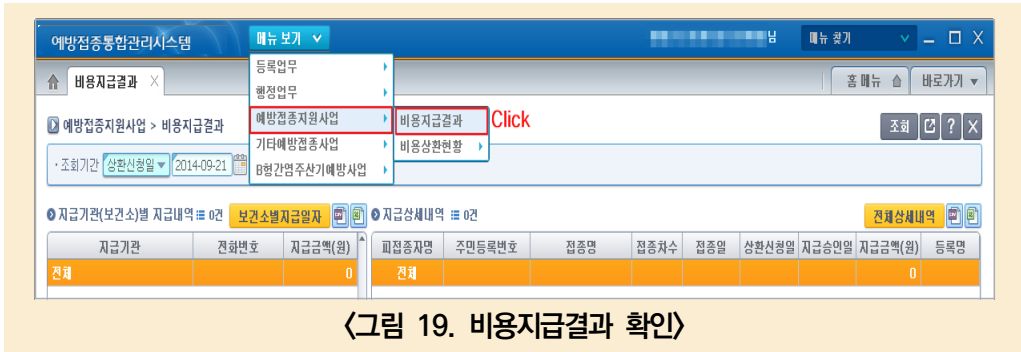 예방접종통합관리시스템 메뉴 보기 님 메뉴 찾기
비용지급결과 홈 메뉴 바로가기
등록업무
행정업무
예방접종지원사업 비용지급결과 Click
기타예방접종사업 비용상환현황
B형간염주산기예방사업
예방접종지원사업 > 비용지급결과 조회
조회기간 상환신청일 2014-09-21
지급기관(보건소)별 지급내역 0건 보건소별지급일자 지급상세내역 0건 전체상세내역
지급기관 전화번호 지급금액(원) 피접종자명 주민등록번호 접종명 접종차수 접종일 상환신청일 지급승인일 지급금액(원) 등록명
전체 0 전체 0
<그림 19. 비용지급결과 확인>